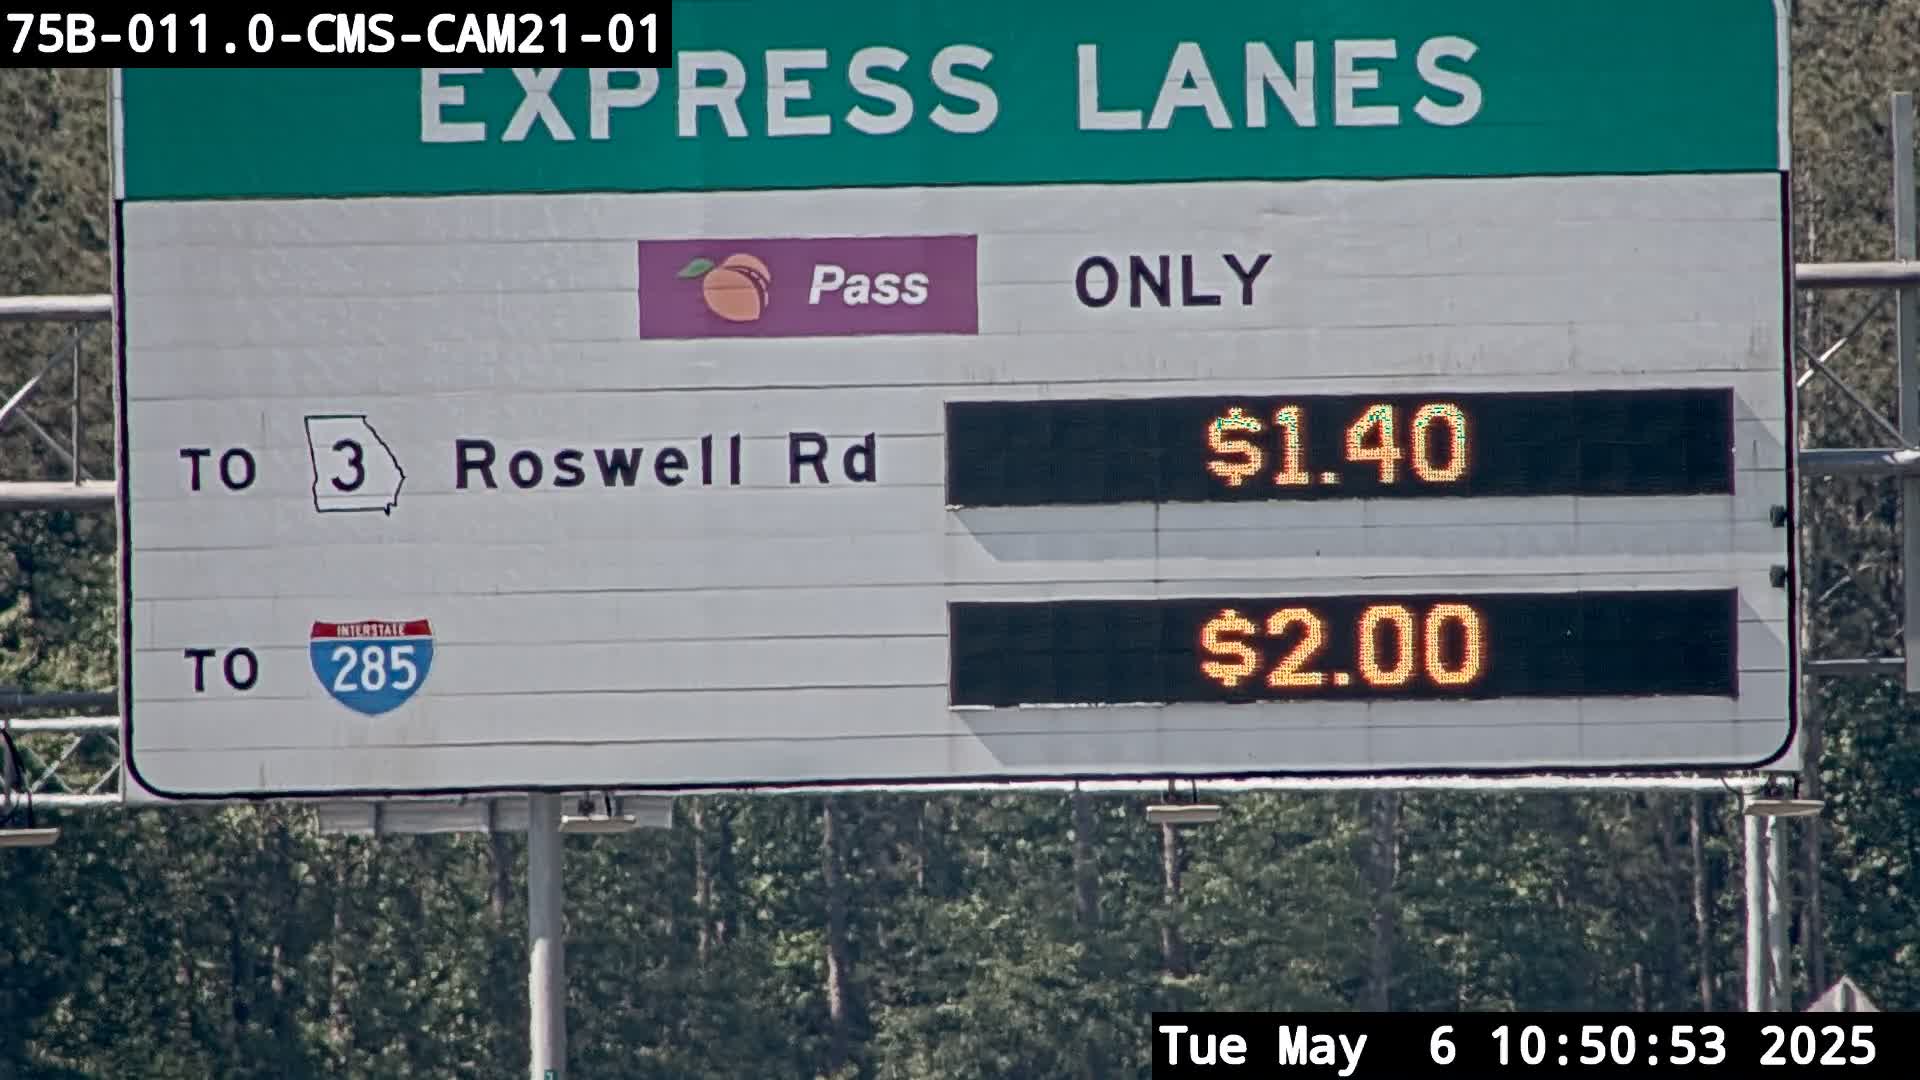 75B-011.0-CMS-CAM21-01
EXPRESS LANES
Pass ONLY
TO 3 Roswell Rd $1.40
INTERSTATE
TO 285 $2.00
Tue May 6 10:50:53 2025